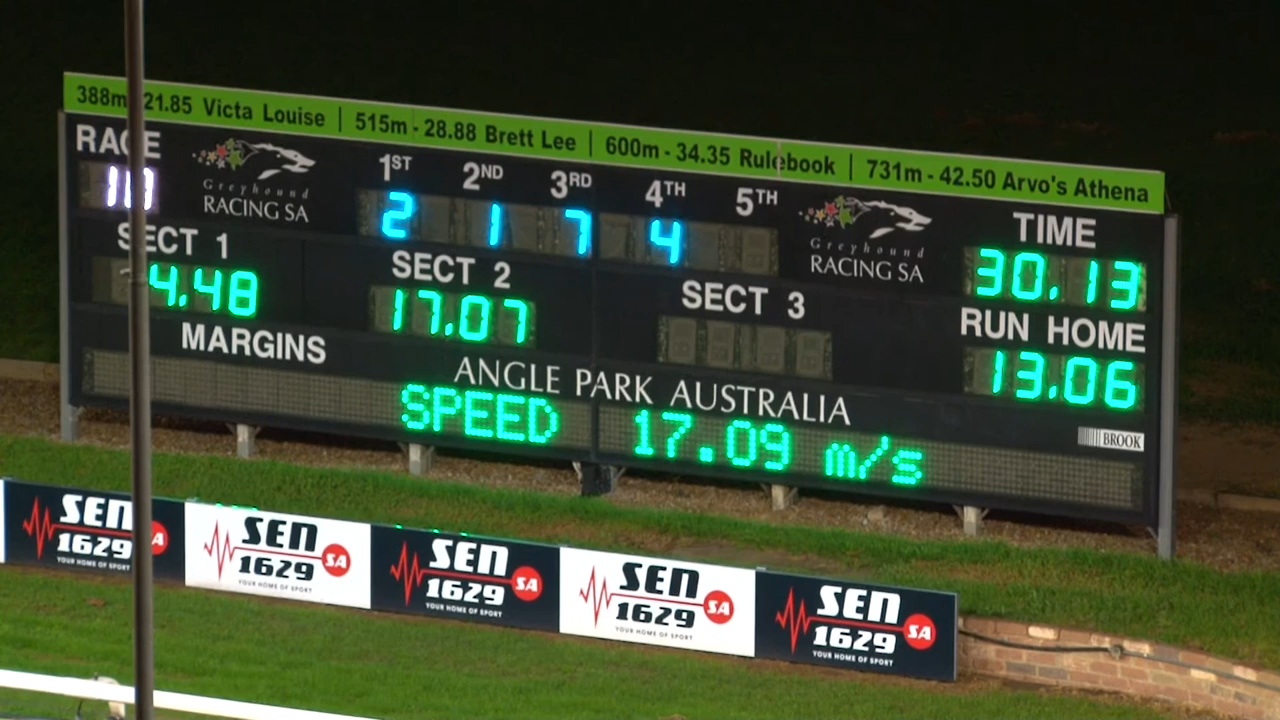 388m 21.85 Victa Louise | 515m - 28.88 Brett Lee | 600m - 34.35 Rulebook | 731m - 42.50 Arvo's Athena
RACE
Greyhound
RACING SA
1ST 2ND 3RD 4TH 5TH
2 1 7 4
Greyhound
RACING SA
TIME
30.13
SECT 1
4.48
SECT 2
17.07
SECT 3
RUN HOME
13.06
MARGINS
ANGLE PARK AUSTRALIA
SPEED 17.09 m/s
BROOK
SEN
1629 SA
YOUR HOME OF SPORT
SEN
1629 SA
YOUR HOME OF SPORT
SEN
1629 SA
YOUR HOME OF SPORT
SEN
1629 SA
YOUR HOME OF SPORT
SEN
1629 SA
YOUR HOME OF SPORT